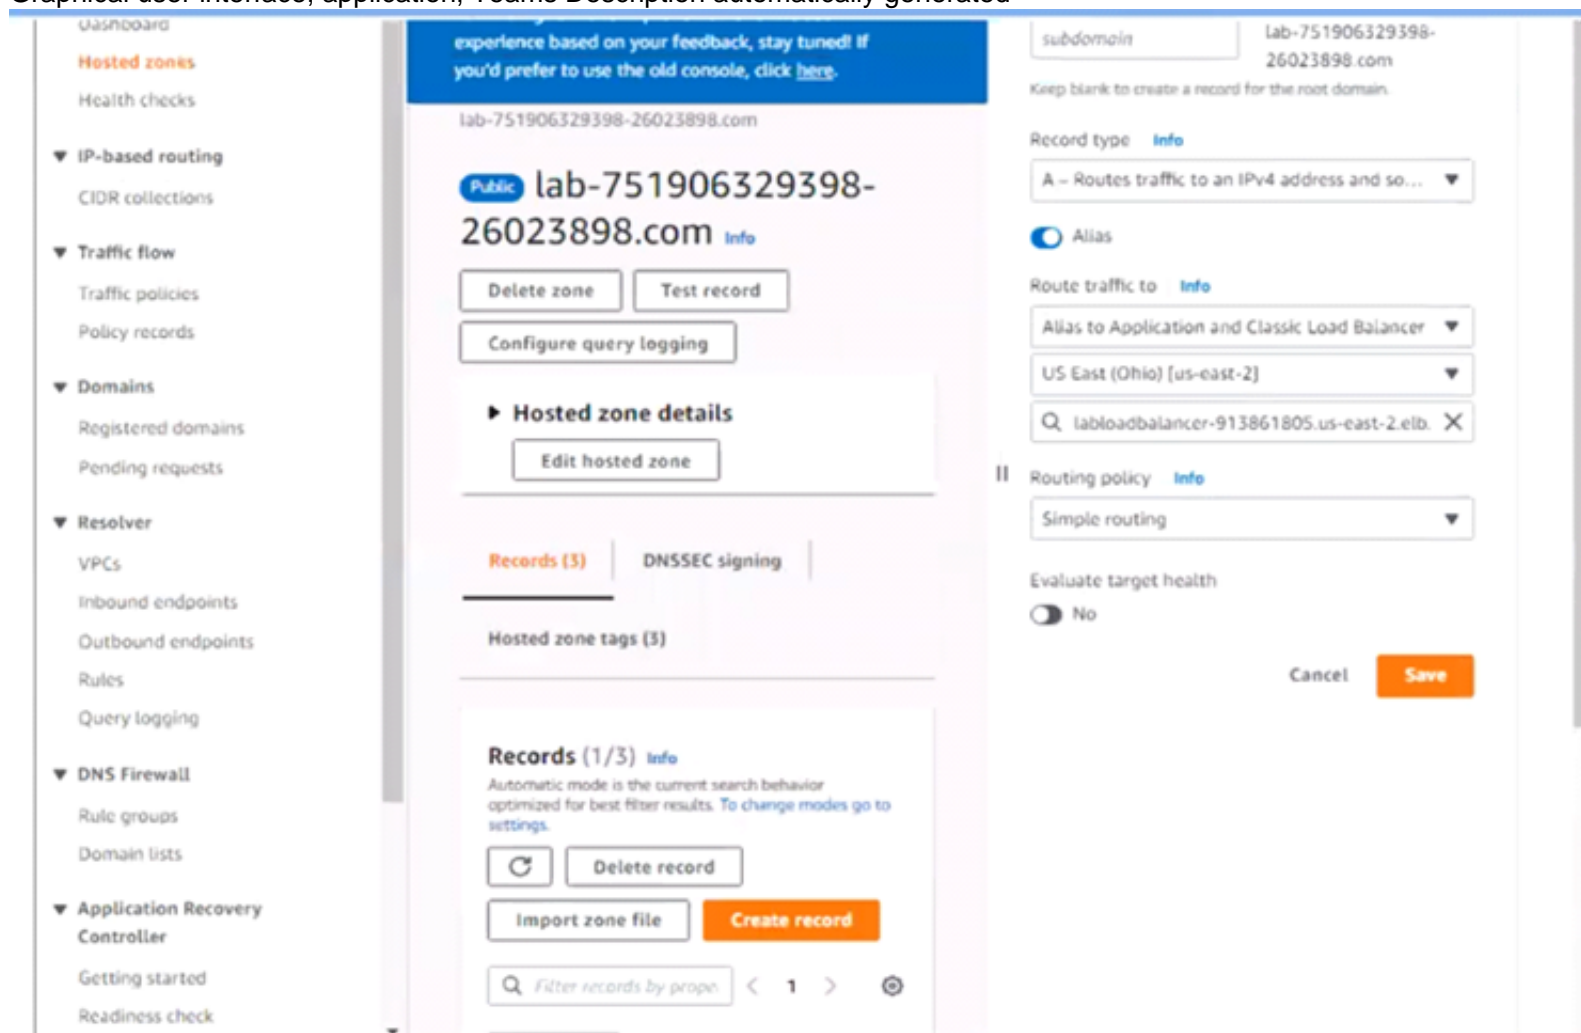 Graphical user interface, application, Teams Description automatically generated
Dashboard
Hosted zones
Health checks
IP-based routing
CIDR collections
Traffic flow
Traffic policies
Policy records
Domains
Registered domains
Pending requests
Resolver
VPCs
Inbound endpoints
Outbound endpoints
Rules
Query logging
DNS Firewall
Rule groups
Domain lists
Application Recovery
Controller
Getting started
Readiness check
experience based on your feedback, stay tuned! If
you'd prefer to use the old console, click here.
lab-751906329398-26023898.com
Public lab-751906329398-
26023898.com Info
Delete zone Test record
Configure query logging
Hosted zone details
Edit hosted zone
Records (3) DNSSEC signing
Hosted zone tags (3)
Records (1/3) Info
Automatic mode is the current search behavior
optimized for best filter results. To change modes go to
settings.
Delete record
Import zone file Create record
Filter records by prope 1
subdomain
lab-751906329398-
26023898.com
Keep blank to create a record for the root domain.
Record type Info
A – Routes traffic to an IPv4 address and so...
Alias
Route traffic to Info
Alias to Application and Classic Load Balancer
US East (Ohio) [us-east-2]
labloadbalancer-913861805.us-east-2.elb.
Routing policy Info
Simple routing
Evaluate target health
No
Cancel Save